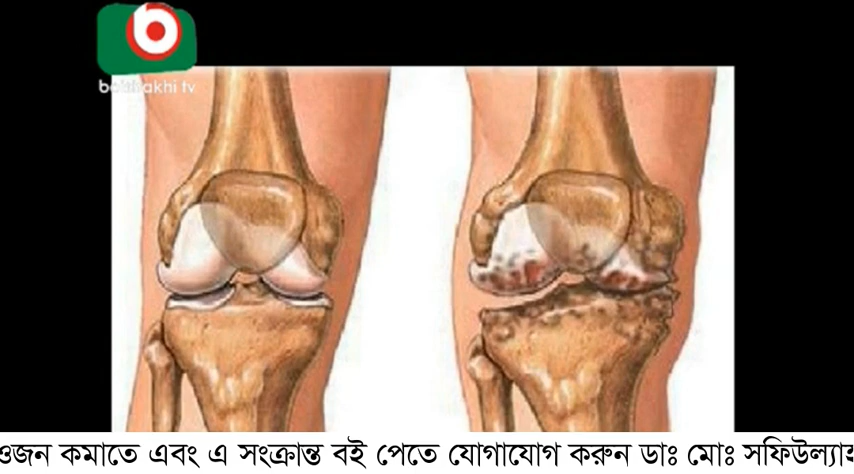 boishakhi tv
ওজন কমাতে এবং এ সংক্রান্ত বই পেতে যোগাযোগ করুন ডাঃ মোঃ সফিউল্যাহ